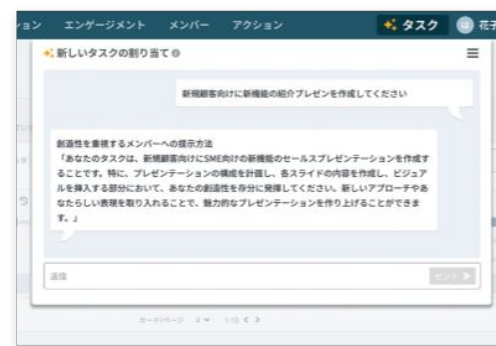 ション エンゲージメント メンバー アクション タスク は 花子
新しいタスクの割り当て
新規顧客向けに新機能の紹介プレゼンを作成してください
創造性を重視するメンバーへの提示方法
「あなたのタスクは、新規顧客向けにSME向けの新機能のセールスプレゼンテーションを作成す
ることです。特に、プレゼンテーションの構成を計画し、各スライドの内容を作成し、ビジュア
ルを挿入する部分において、あなたの創造性を存分に発揮してください。新しいアプローチやあ
なたらしい表現を取り入れることで、魅力的なプレゼンテーションを作り上げることができま
す。」
返信
1-10